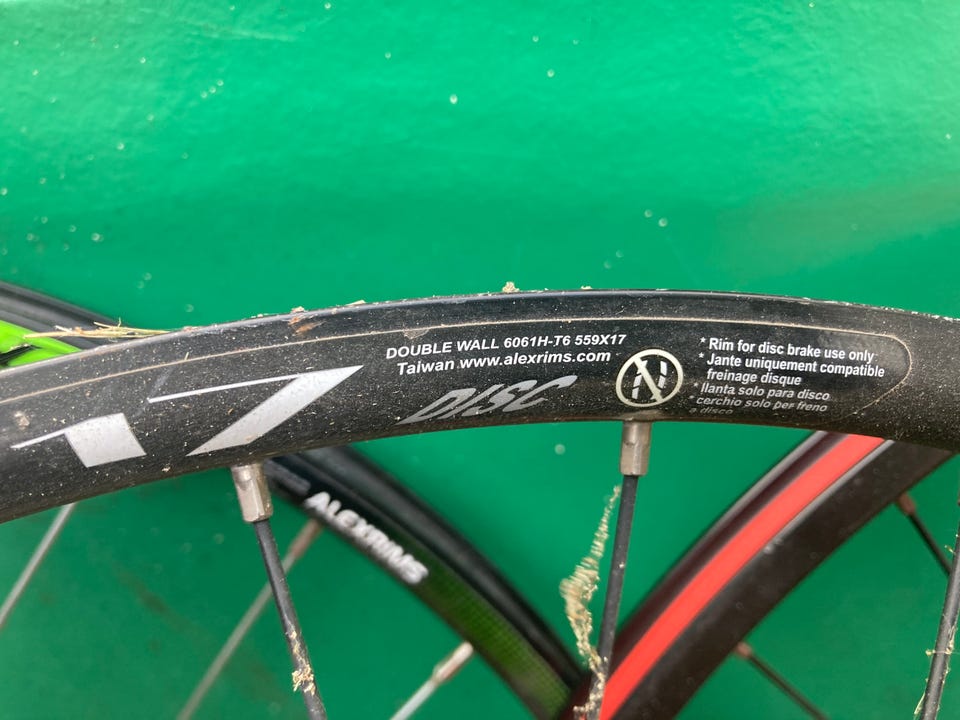 17
DOUBLE WALL 6061H-T6 559X17
Taiwan www.alexrims.com
DISC
* Rim for disc brake use only
* Jante uniquement compatible
freinage disque
* llanta solo para disco
* cerchio solo per freno
a disco
ALEXRIMS